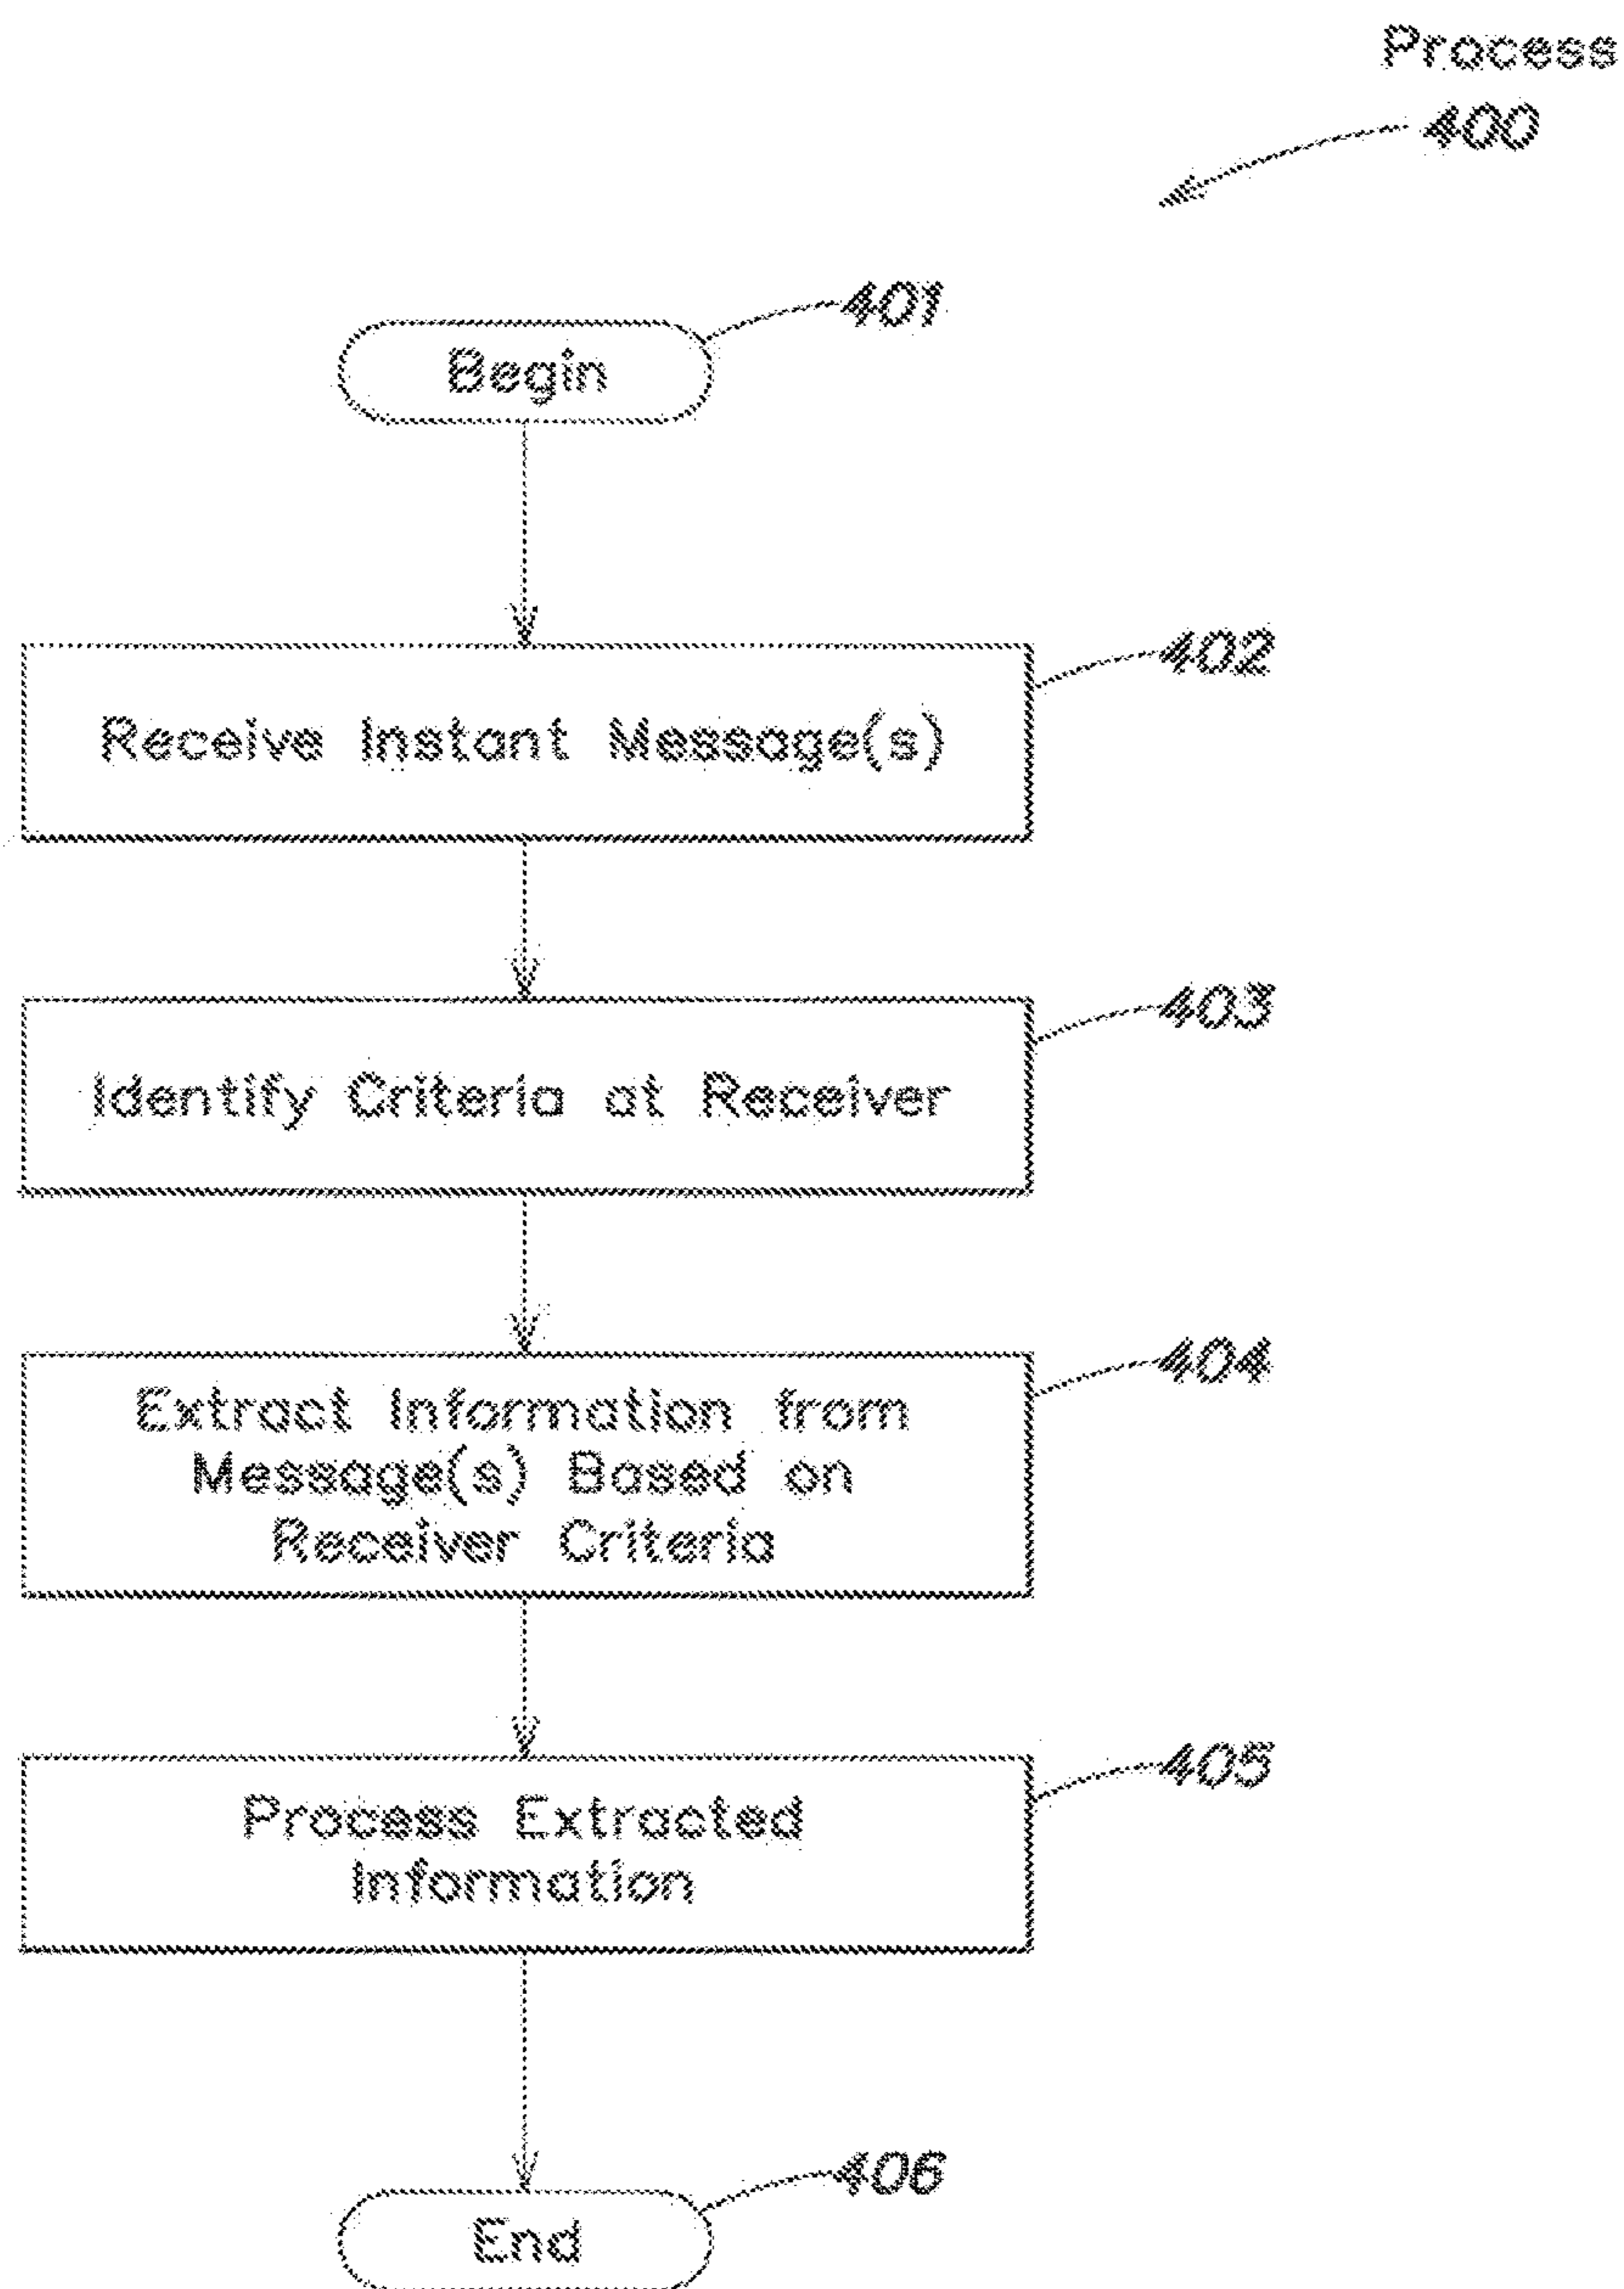 Process
400
401
Begin
402
Receive Instant Message(s)
403
Identify Criteria at Receiver
404
Extract Information from
Message(s) Based on
Receiver Criteria
405
Process Extracted
Information
406
End